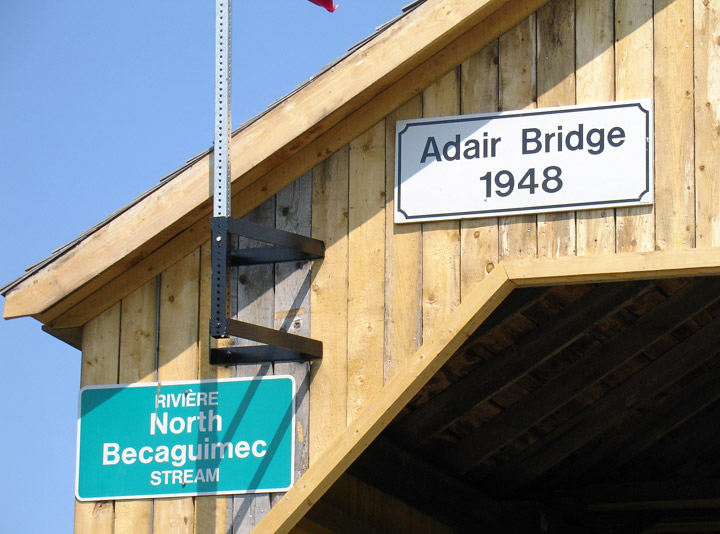 Adair Bridge
1948
RIVIÈRE
North
Becaguimec
STREAM